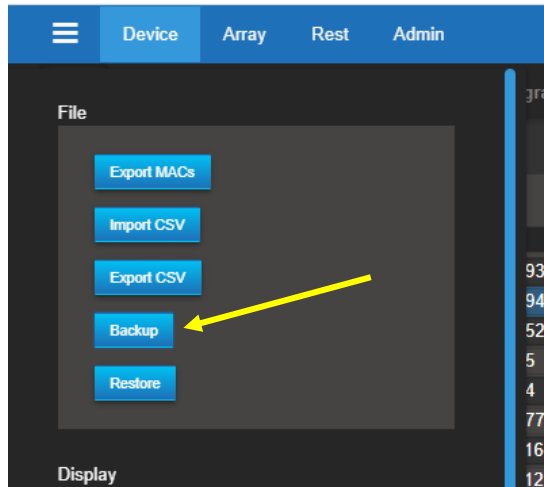 Device Array Rest Admin
File
Export MACs
Import CSV
Export CSV
Backup
Restore
Display
gra
93
94
52
5
4
77
16
12